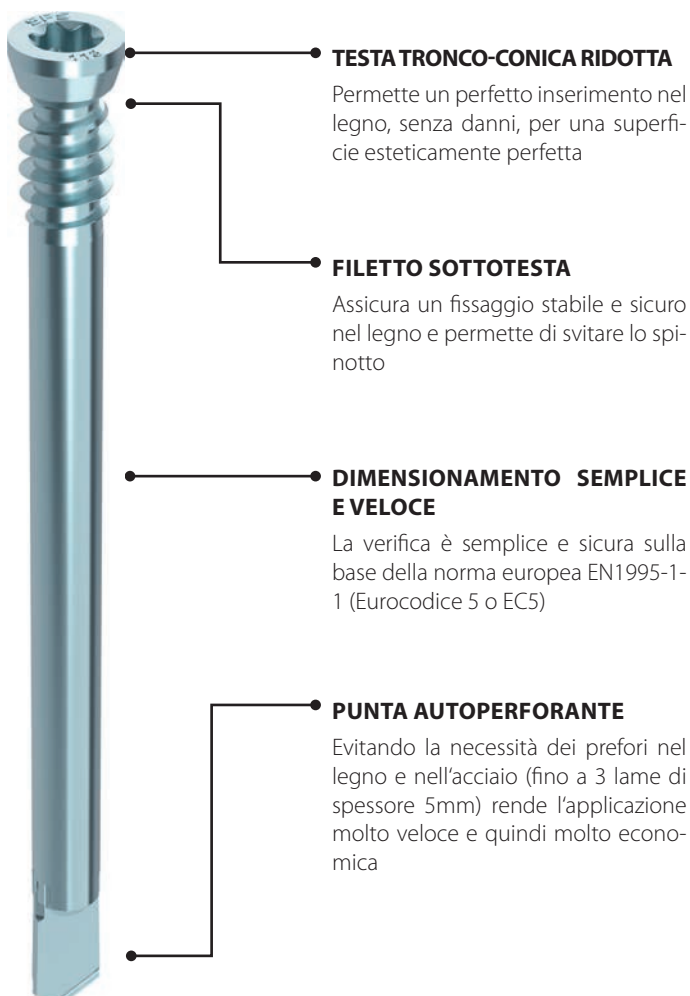 TESTA TRONCO-CONICA RIDOTTA
Permette un perfetto inserimento nel
legno, senza danni, per una superfi-
cie esteticamente perfetta
FILETTO SOTTOTESTA
Assicura un fissaggio stabile e sicuro
nel legno e permette di svitare lo spi-
notto
DIMENSIONAMENTO SEMPLICE
E VELOCE
La verifica è semplice e sicura sulla
base della norma europea EN1995-1-
1 (Eurocodice 5 o EC5)
PUNTA AUTOPERFORANTE
Evitando la necessità dei prefori nel
legno e nell'acciaio (fino a 3 lame di
spessore 5mm) rende l'applicazione
molto veloce e quindi molto econo-
mica